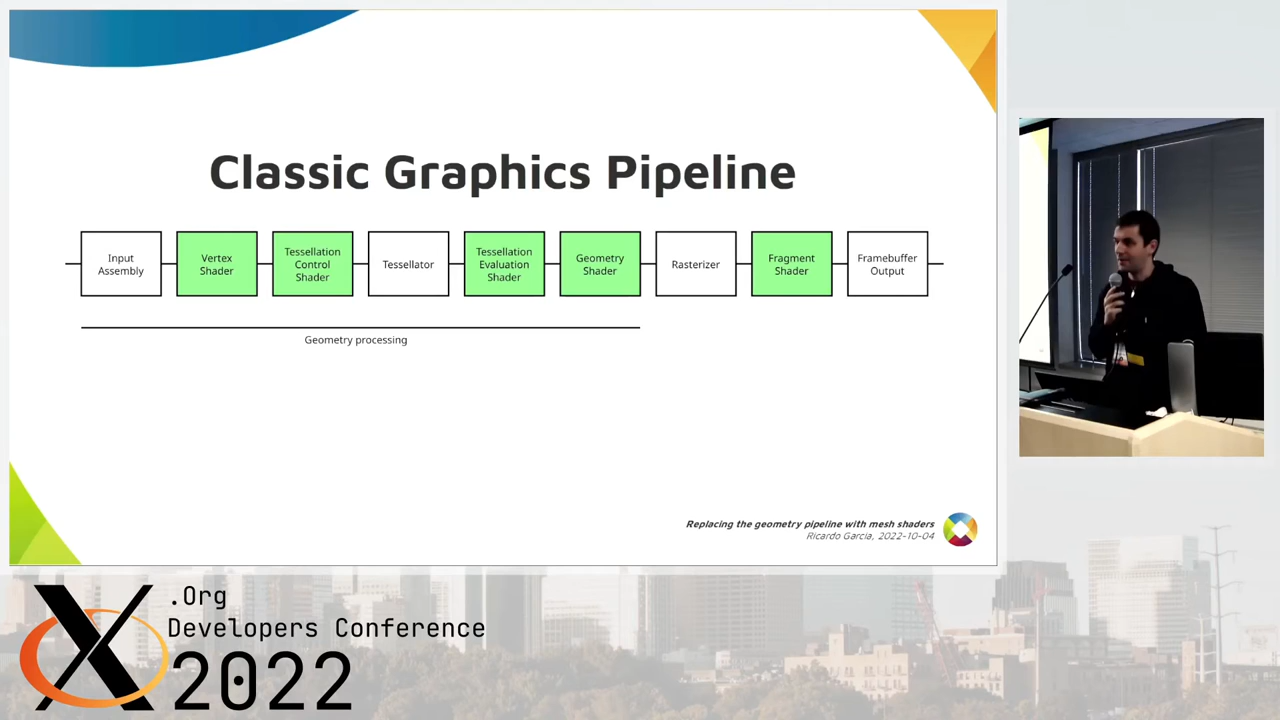 Classic Graphics Pipeline
Input
Assembly
Vertex
Shader
Tessellation
Control
Shader
Tessellator
Tessellation
Evaluation
Shader
Geometry
Shader
Rasterizer
Fragment
Shader
Framebuffer
Output
Geometry processing
Replacing the geometry pipeline with mesh shaders
Ricardo Garcia, 2022-10-04
X.Org
Developers Conference
2022